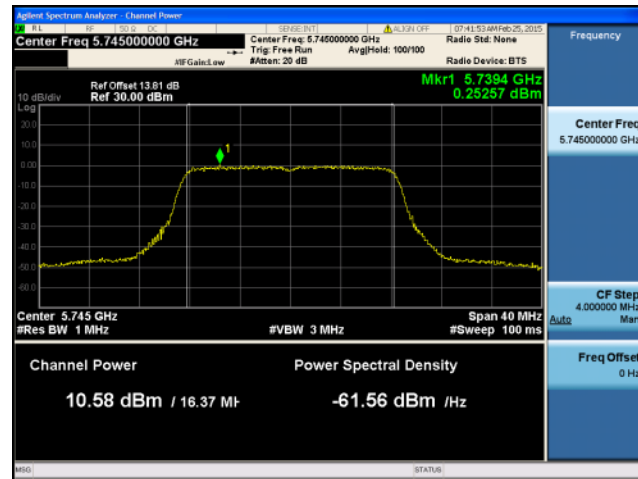 Agilent Spectrum Analyzer - Channel Power
RL RF 50 Ω DC SENSE:INT ALIGN OFF 07:41:53 AM Feb 25, 2015
Center Freq 5.745000000 GHz Center Freq: 5.745000000 GHz Radio Std: None
Trig: Free Run Avg|Hold: 100/100
#IFGain:Low #Atten: 20 dB Radio Device: BTS
Frequency
Ref Offset 13.81 dB Mkr1 5.7394 GHz
10 dB/div Ref 30.00 dBm 0.25257 dBm
Log
20.0
10.0
0.00
-10.0
-20.0
-30.0
-40.0
-50.0
-60.0
1
Center 5.745 GHz Span 40 MHz
#Res BW 1 MHz #VBW 3 MHz #Sweep 100 ms
Channel Power Power Spectral Density
10.58 dBm / 16.37 MH -61.56 dBm /Hz
Center Freq
5.745000000 GHz
CF Step
4.000000 MHz
Auto Man
Freq Offset
0 Hz
MSG STATUS